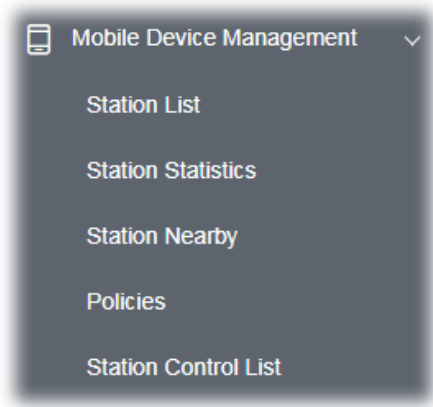 Mobile Device Management
Station List
Station Statistics
Station Nearby
Policies
Station Control List